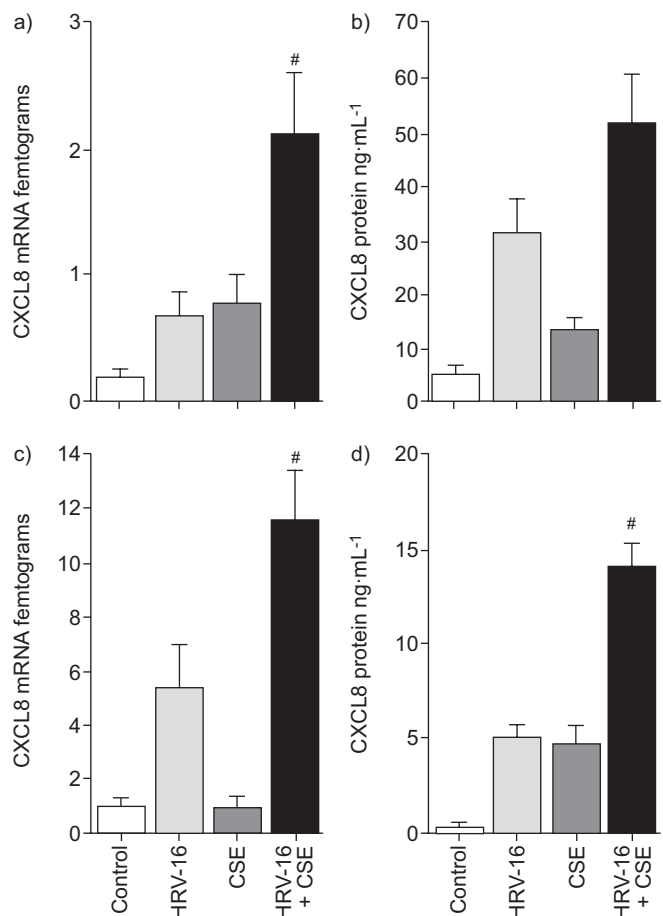 a)
3
2
1
0
CXCL8 mRNA femtograms
#
b)
70
60
50
40
30
20
10
0
CXCL8 protein ng·mL-1
c)
14
12
10
8
6
4
2
0
CXCL8 mRNA femtograms
#
Control
HRV-16
CSE
HRV-16
+ CSE
d)
20
15
10
5
0
CXCL8 protein ng·mL-1
#
Control
HRV-16
CSE
HRV-16
+ CSE